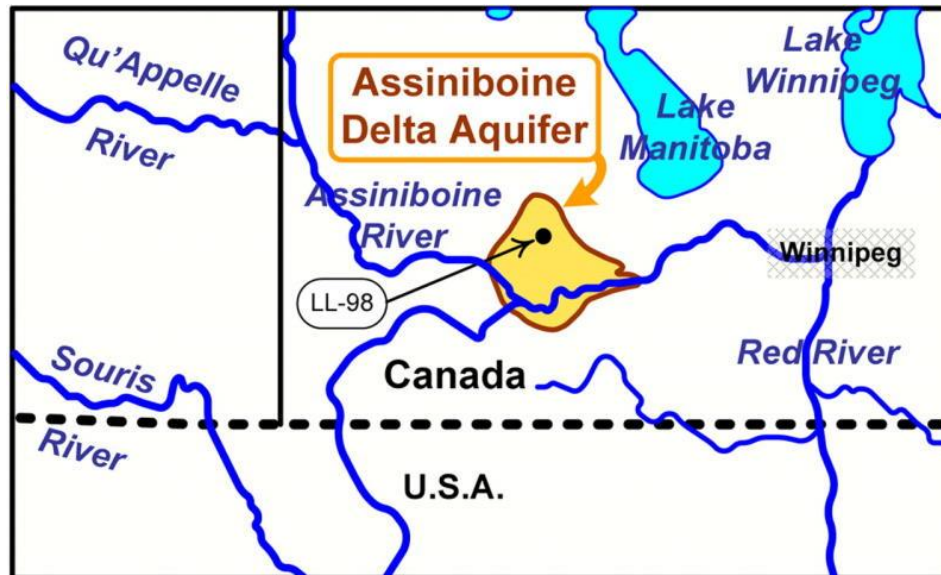 Qu'Appelle
River
Assiniboine
Delta Aquifer
Lake
Winnipeg
Lake
Manitoba
Assiniboine
River
Winnipeg
LL-98
Souris
River
Canada
Red River
U.S.A.